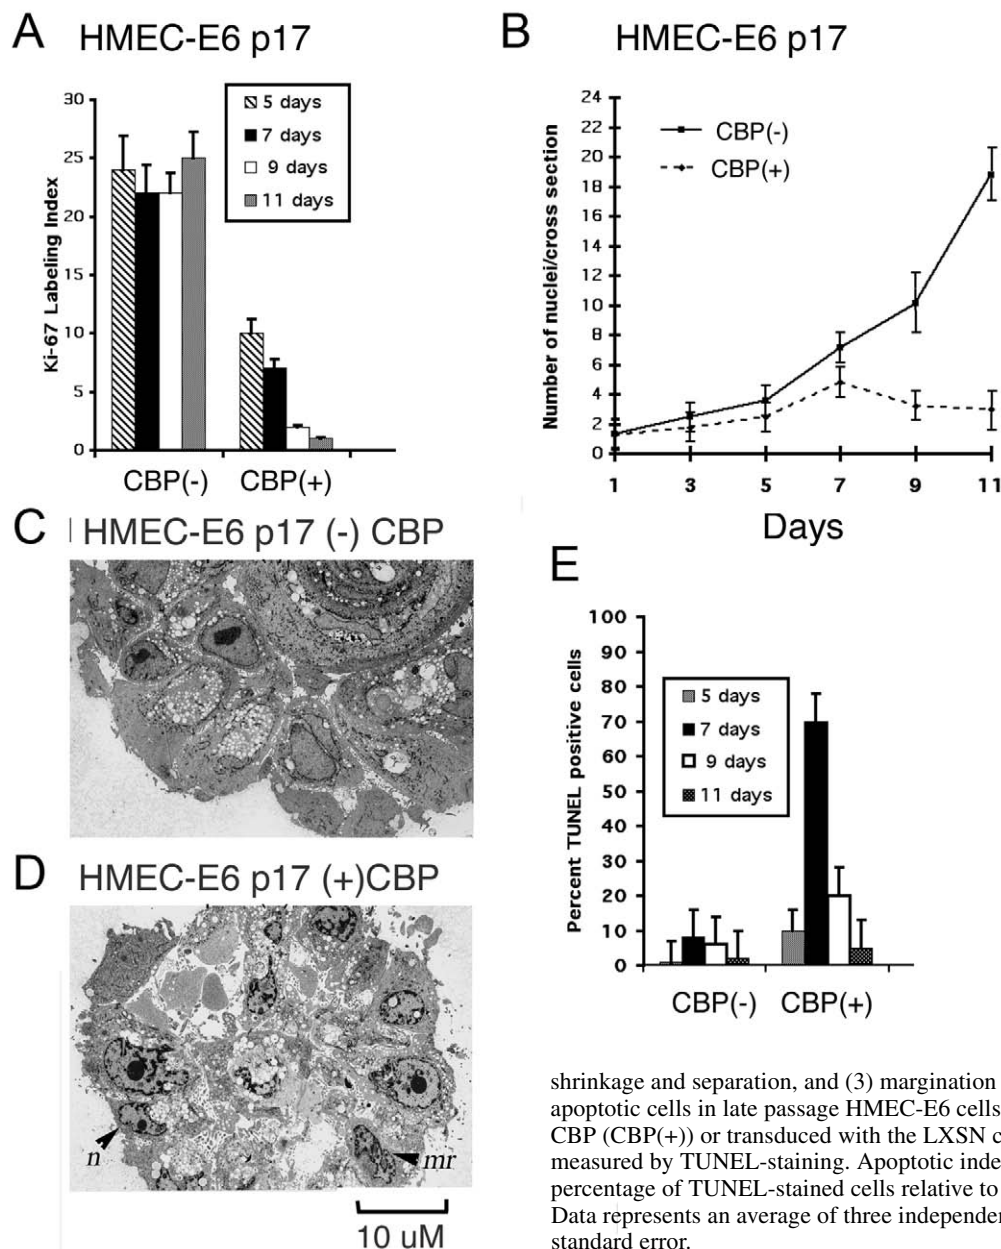 A HMEC-E6 p17
30
25
20
15
10
5
0
Ki-67 Labeling Index
5 days
7 days
9 days
11 days
CBP(-) CBP(+)
B HMEC-E6 p17
24
22
20
18
16
14
12
10
8
6
4
2
0
Number of nuclei/cross section
CBP(-)
CBP(+)
1 3 5 7 9 11
Days
C HMEC-E6 p17 (-) CBP
D HMEC-E6 p17 (+)CBP
n
mr
10 uM
E
100
90
80
70
60
50
40
30
20
10
0
Percent TUNEL positive cells
5 days
7 days
9 days
11 days
CBP(-) CBP(+)
shrinkage and separation, and (3) margination
apoptotic cells in late passage HMEC-E6 cells
CBP (CBP(+)) or transduced with the LXSN c
measured by TUNEL-staining. Apoptotic inde
percentage of TUNEL-stained cells relative to
Data represents an average of three independen
standard error.